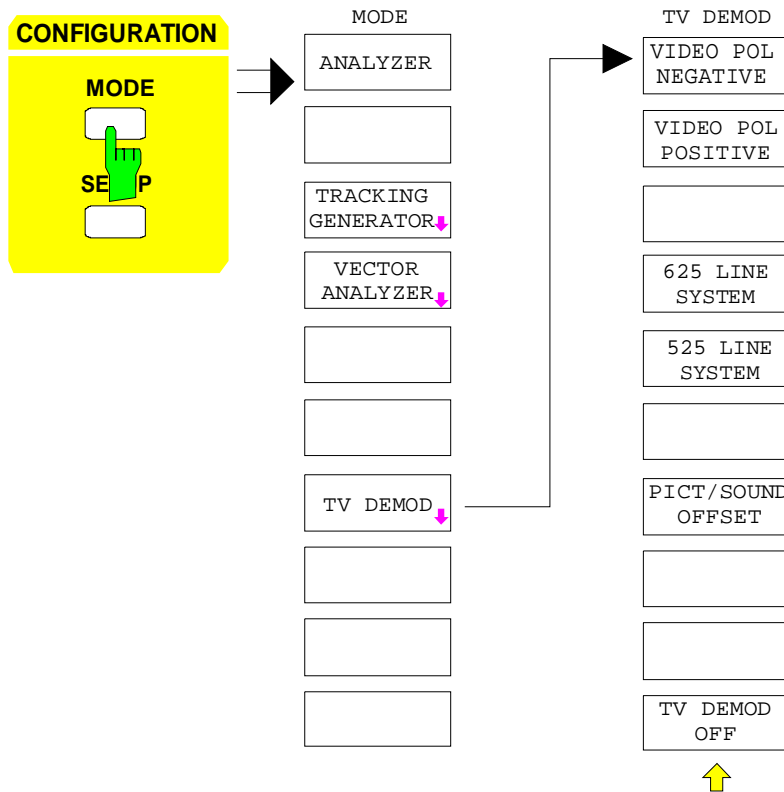 CONFIGURATION
MODE
SE P
MODE
ANALYZER
TRACKING
GENERATOR
VECTOR
ANALYZER
TV DEMOD
TV DEMOD
VIDEO POL
NEGATIVE
VIDEO POL
POSITIVE
625 LINE
SYSTEM
525 LINE
SYSTEM
PICT/SOUND
OFFSET
TV DEMOD
OFF